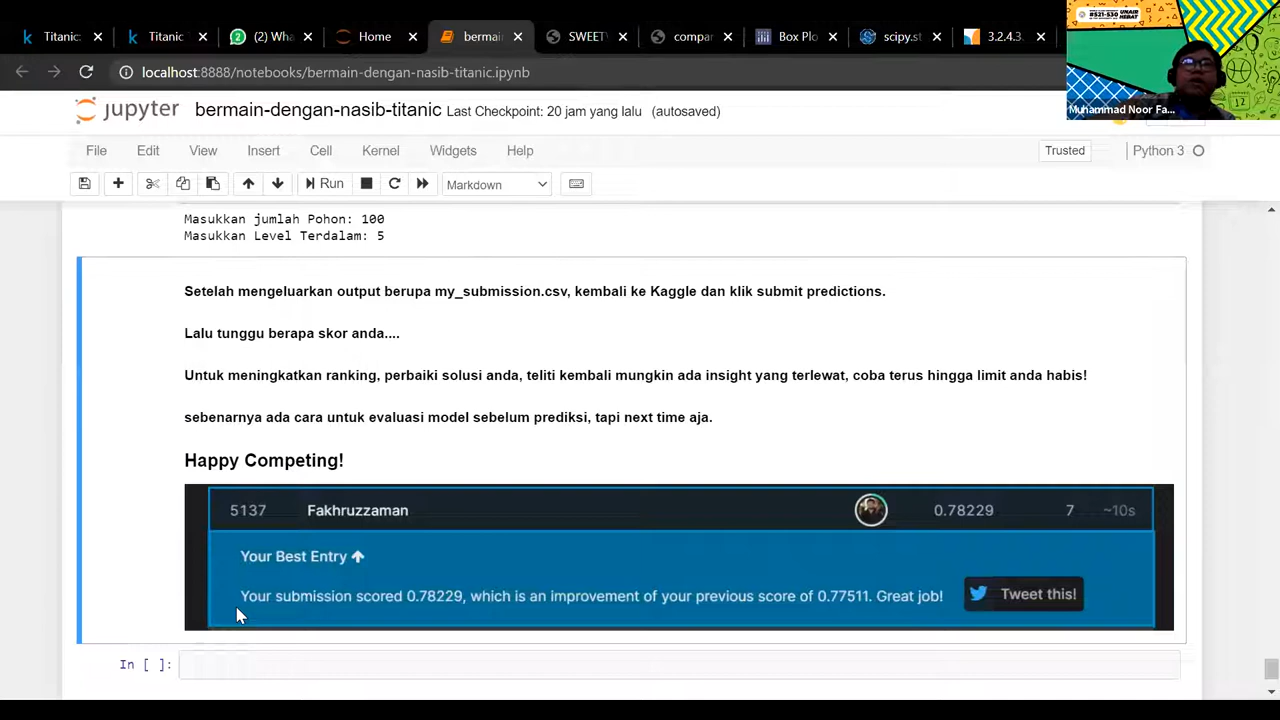 Titanic:
Titanic
(2) Wha
Home
bermai
SWEETV
compar
Box Plo
scipy.st
3.2.4.3.
#521-530
UNAIR
HEBAT
localhost:8888/notebooks/bermain-dengan-nasib-titanic.ipynb
Muhammad Noor Fa...
jupyter bermain-dengan-nasib-titanic Last Checkpoint: 20 jam yang lalu (autosaved)
File Edit View Insert Cell Kernel Widgets Help
Trusted
Python 3
Run
Markdown
Masukkan jumlah Pohon: 100
Masukkan Level Terdalam: 5
Setelah mengeluarkan output berupa my_submission.csv, kembali ke Kaggle dan klik submit predictions.
Lalu tunggu berapa skor anda....
Untuk meningkatkan ranking, perbaiki solusi anda, teliti kembali mungkin ada insight yang terlewat, coba terus hingga limit anda habis!
sebenarnya ada cara untuk evaluasi model sebelum prediksi, tapi next time aja.
Happy Competing!
5137 Fakhruzzaman 0.78229 7 ~10s
Your Best Entry
Your submission scored 0.78229, which is an improvement of your previous score of 0.77511. Great job!
Tweet this!
In [ ]: